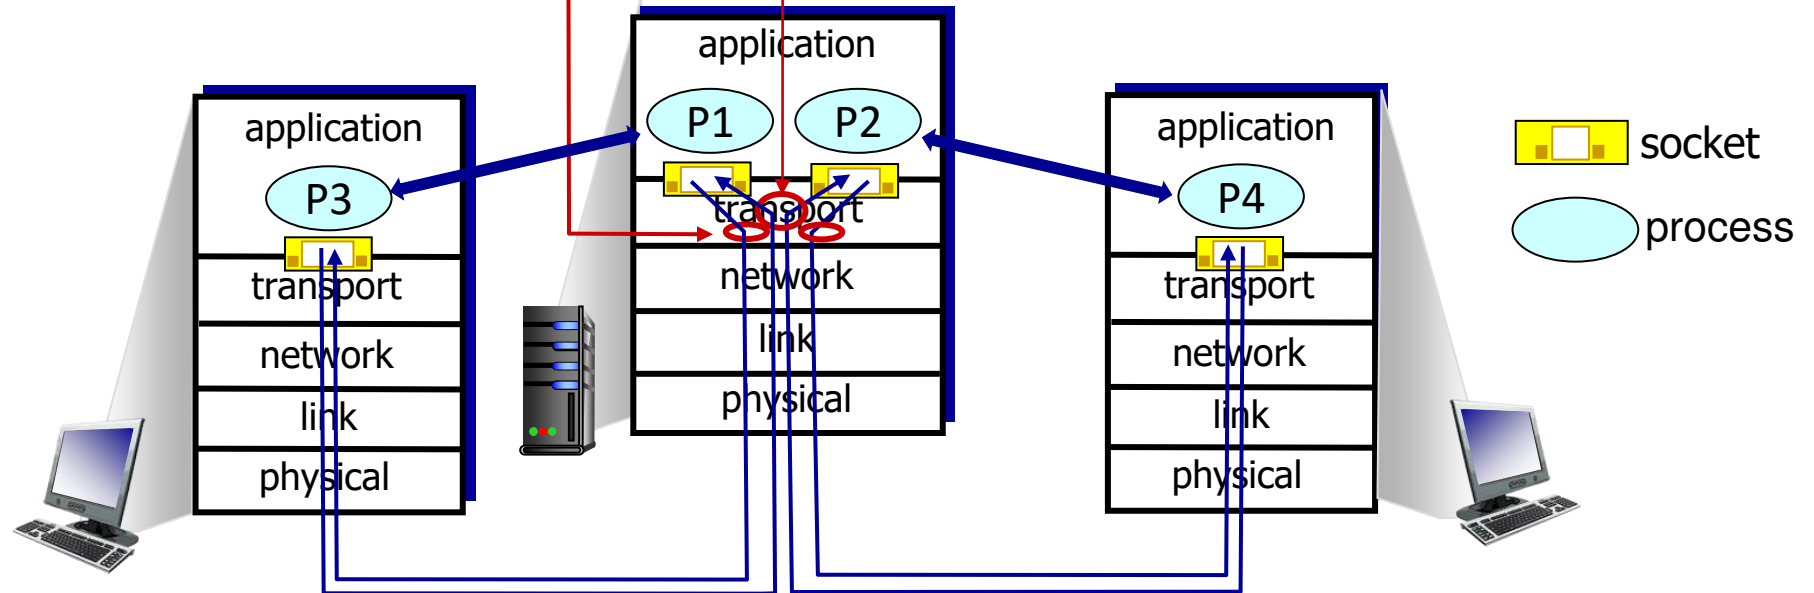 application
P3
transport
network
link
physical
application
P1 P2
transport
network
link
physical
application
P4
transport
network
link
physical
socket
process